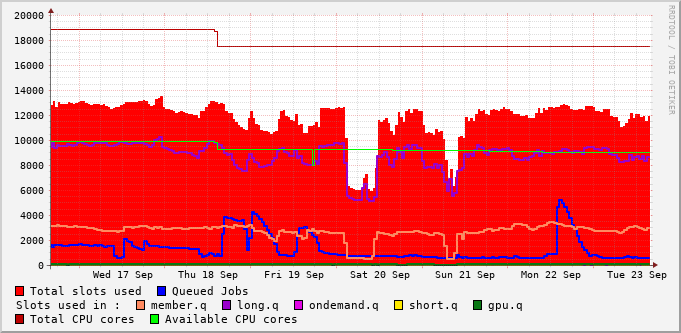 20000
18000
16000
14000
12000
10000
8000
6000
4000
2000
0
Wed 17 Sep Thu 18 Sep Fri 19 Sep Sat 20 Sep Sun 21 Sep Mon 22 Sep Tue 23 Sep
Total slots used Queued Jobs
Slots used in : member.q long.q ondemand.q short.q gpu.q
Total CPU cores Available CPU cores
RRDTOOL / TOBI OETIKER